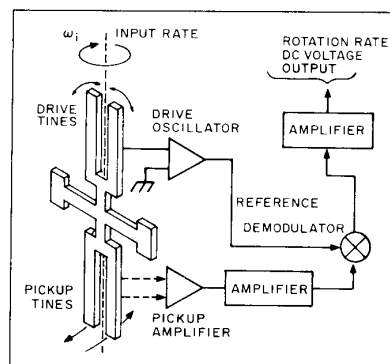 ωi
INPUT RATE
ROTATION RATE
DC VOLTAGE
OUTPUT
DRIVE
TINES
DRIVE
OSCILLATOR
AMPLIFIER
REFERENCE
DEMODULATOR
PICKUP
TINES
PICKUP
AMPLIFIER
AMPLIFIER